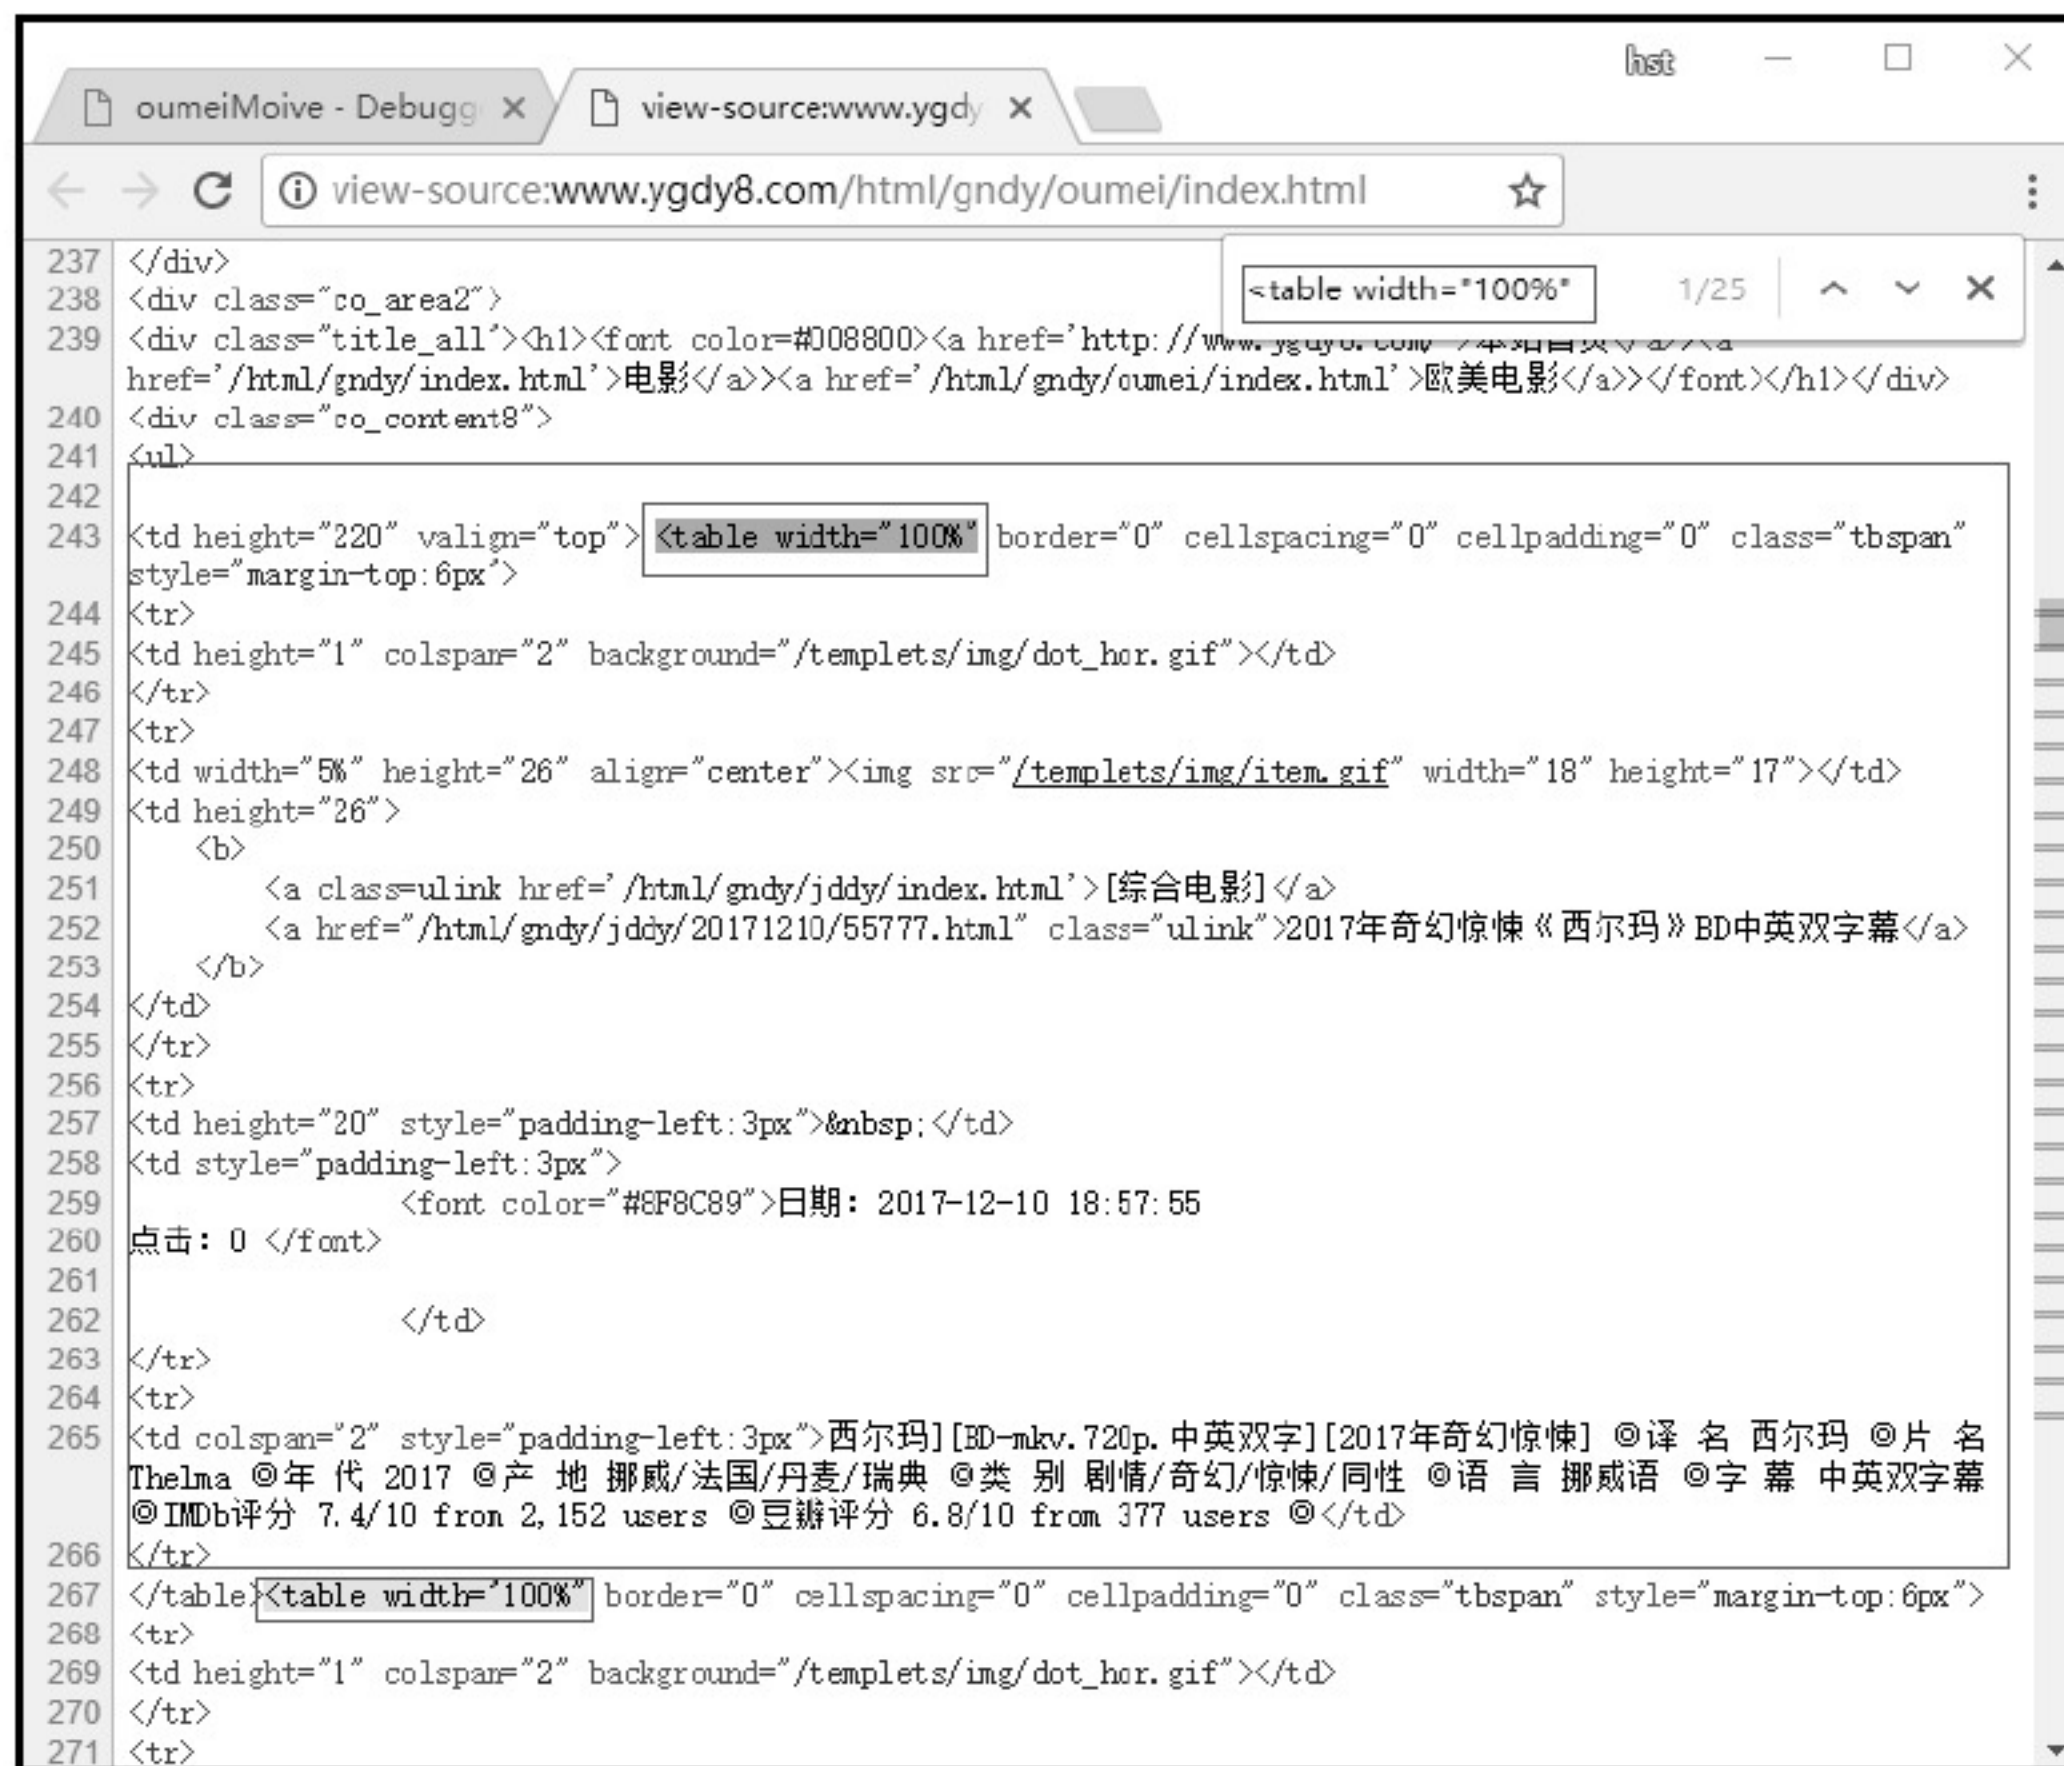 hst
oumeiMoive - Debugg
view-source:www.ygdy
view-source:www.ygdy8.com/html/gndy/oumei/index.html
<table width="100%" 1/25
237 </div>
238 <div class="co_area2">
239 <div class="title_all"><h1><font color=#008800><a href='http://www.ygdy8.com'>本站首页</a>><a
href='/html/gndy/index.html'>电影</a>><a href='/html/gndy/oumei/index.html'>欧美电影</a>></font></h1></div>
240 <div class="co_content8">
241 <ul>
242
243 <td height="220" valign="top"> <table width="100%" border="0" cellspacing="0" cellpadding="0" class="tbspan"
style="margin-top:6px">
244 <tr>
245 <td height="1" colspan="2" background="/templets/img/dot_hor.gif"></td>
246 </tr>
247 <tr>
248 <td width="5%" height="26" align="center"><img src="/templets/img/item.gif" width="18" height="17"></td>
249 <td height="26">
250 <b>
251 <a class=ulink href='/html/gndy/jddy/index.html'>[综合电影]</a>
252 <a href="/html/gndy/jddy/20171210/55777.html" class="ulink">2017年奇幻惊悚《西尔玛》BD中英双字幕</a>
253 </b>
254 </td>
255 </tr>
256 <tr>
257 <td height="20" style="padding-left:3px">&nbsp;</td>
258 <td style="padding-left:3px">
259 <font color="#8F8C89">日期：2017-12-10 18:57:55
260 点击：0 </font>
261
262 </td>
263 </tr>
264 <tr>
265 <td colspan="2" style="padding-left:3px">西尔玛][BD-mkv.720p.中英双字][2017年奇幻惊悚] ◎译 名 西尔玛 ◎片 名
Thelma ◎年 代 2017 ◎产 地 挪威/法国/丹麦/瑞典 ◎类 别 剧情/奇幻/惊悚/同性 ◎语 言 挪威语 ◎字 幕 中英双字幕
◎IMDb评分 7.4/10 from 2,152 users ◎豆瓣评分 6.8/10 from 377 users ◎</td>
266 </tr>
267 </table><table width="100%" border="0" cellspacing="0" cellpadding="0" class="tbspan" style="margin-top:6px">
268 <tr>
269 <td height="1" colspan="2" background="/templets/img/dot_hor.gif"></td>
270 </tr>
271 <tr>